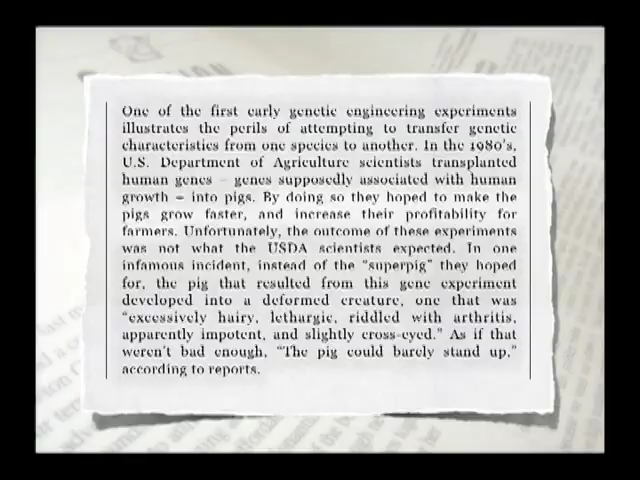 One of the first early genetic engineering experiments
illustrates the perils of attempting to transfer genetic
characteristics from one species to another. In the 1980's,
U.S. Department of Agriculture scientists transplanted
human genes – genes supposedly associated with human
growth – into pigs. By doing so they hoped to make the
pigs grow faster, and increase their profitability for
farmers. Unfortunately, the outcome of these experiments
was not what the USDA scientists expected. In one
infamous incident, instead of the "superpig" they hoped
for, the pig that resulted from this gene experiment
developed into a deformed creature, one that was
"excessively hairy, lethargic, riddled with arthritis,
apparently impotent, and slightly cross-eyed." As if that
weren't bad enough, "The pig could barely stand up,"
according to reports.